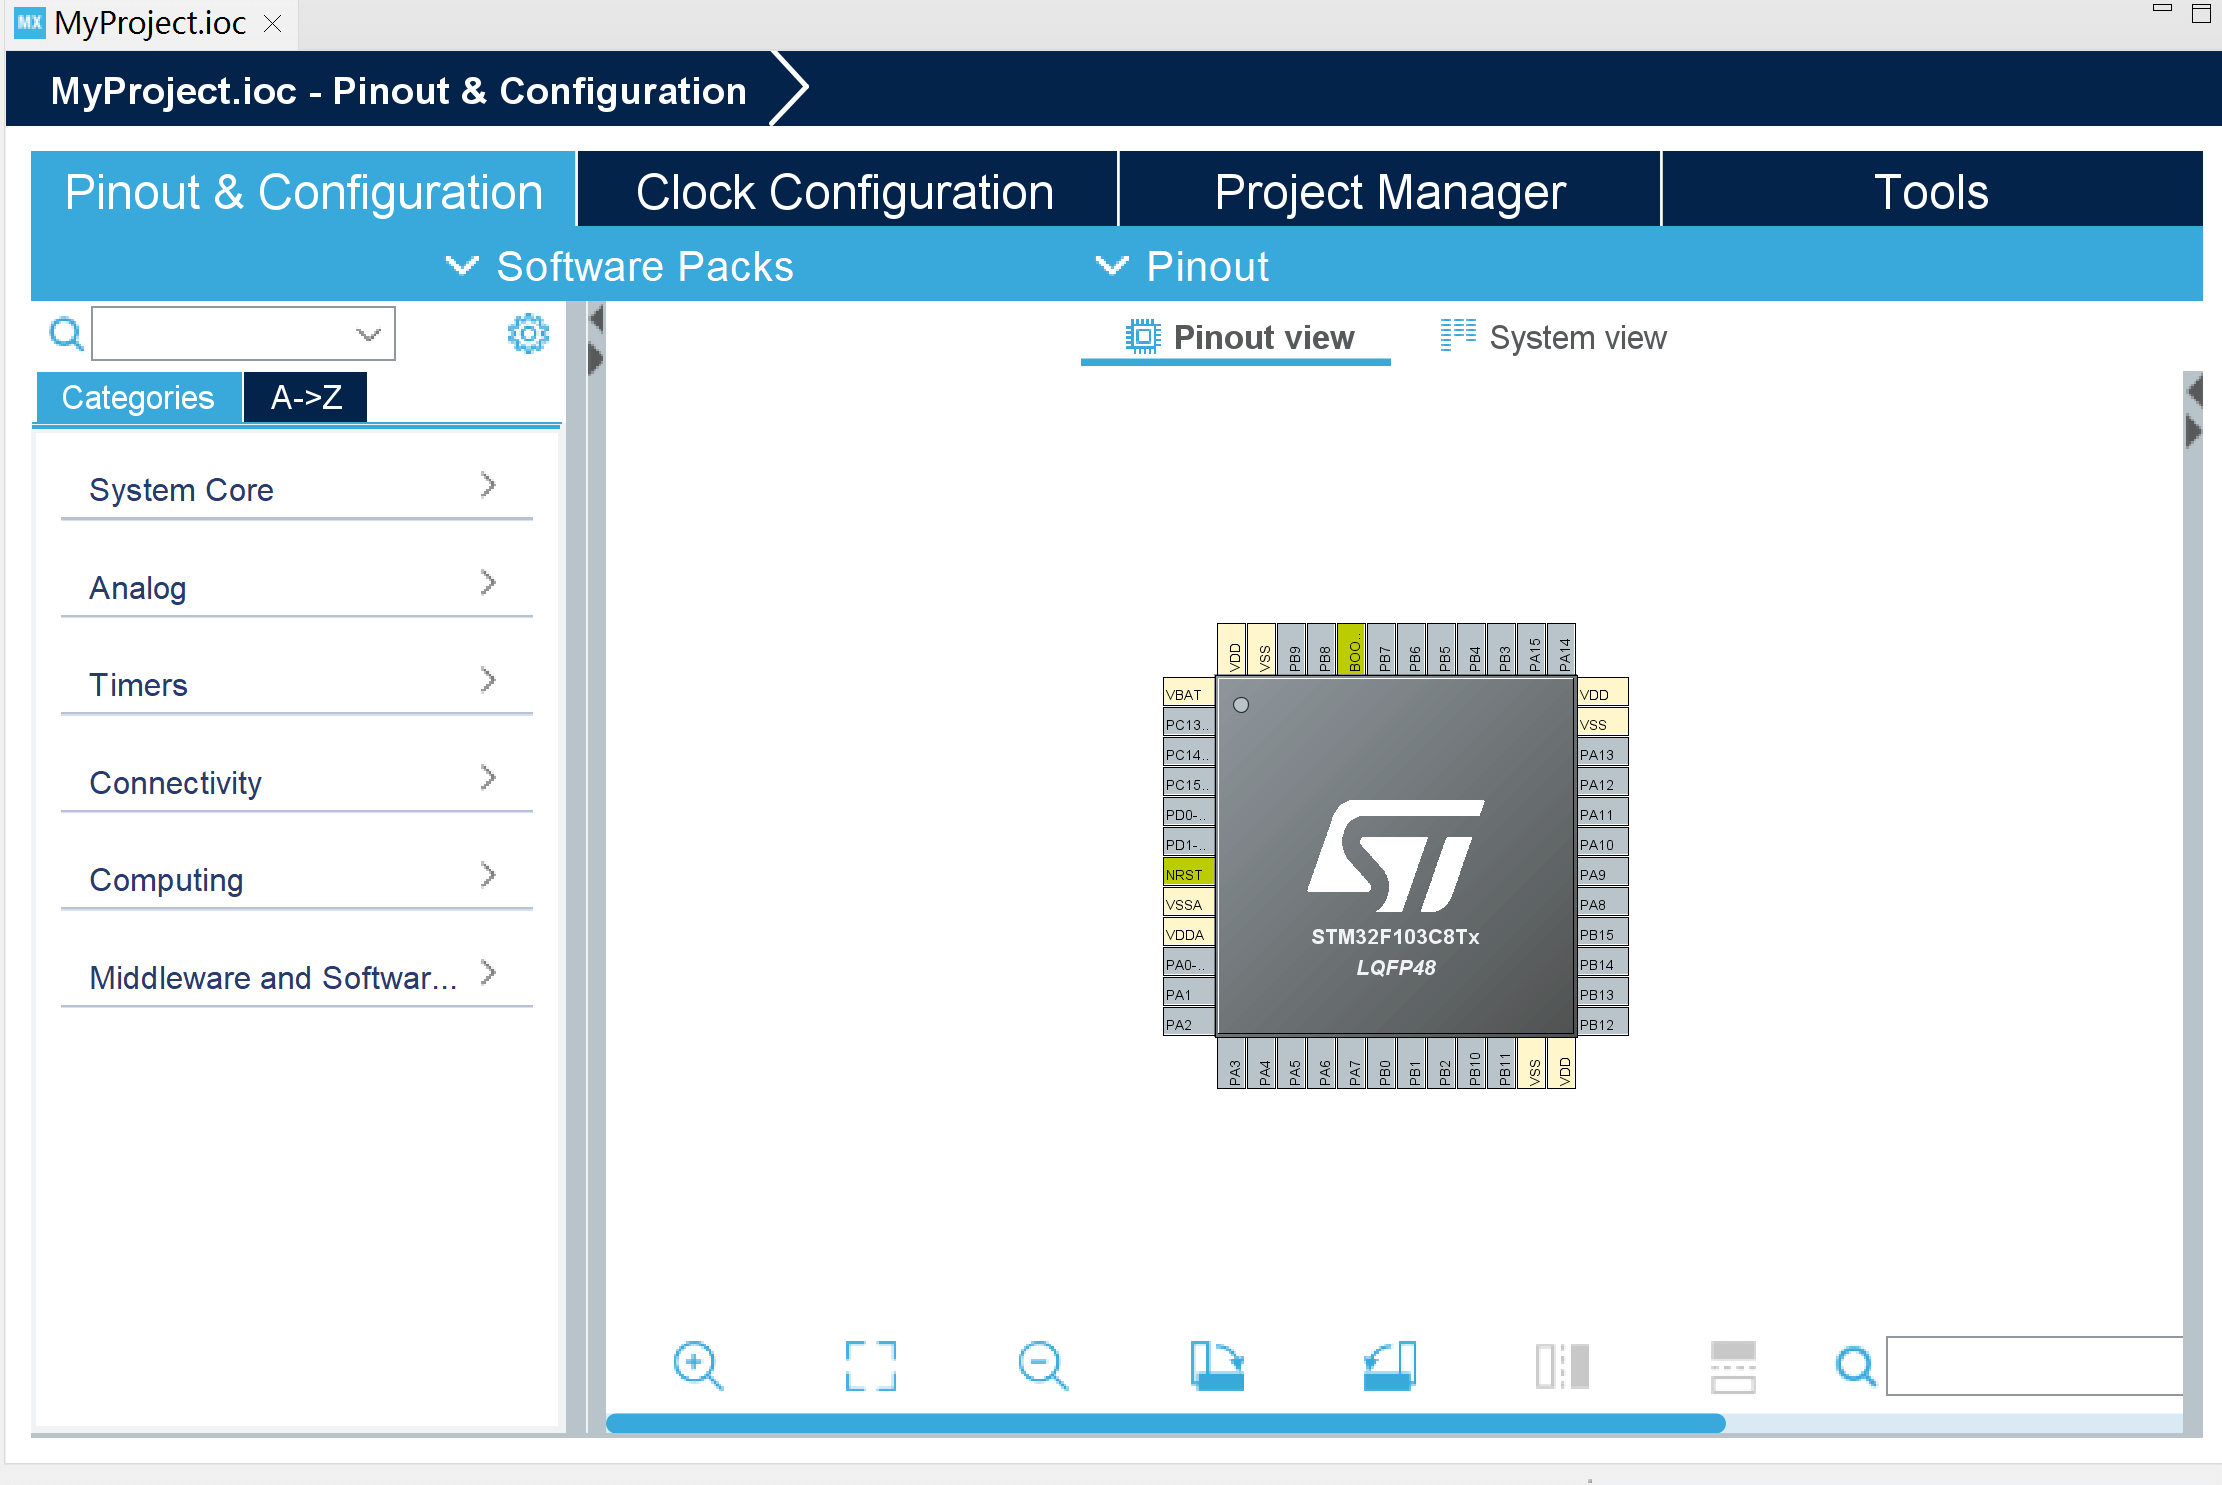 MX MyProject.ioc
MyProject.ioc - Pinout & Configuration
Pinout & Configuration
Clock Configuration
Project Manager
Tools
Software Packs
Pinout
Pinout view
System view
Categories
A->Z
System Core
Analog
Timers
Connectivity
Computing
Middleware and Softwar...
VDD
VSS
PB9
PB8
BOO..
PB7
PB6
PB5
PB4
PB3
PA15
PA14
VBAT
PC13..
PC14..
PC15..
PD0-..
PD1-..
NRST
VSSA
VDDA
PA0-..
PA1
PA2
VDD
VSS
PA13
PA12
PA11
PA10
PA9
PA8
PB15
PB14
PB13
PB12
ST
STM32F103C8Tx
LQFP48
PA3
PA4
PA5
PA6
PA7
PB0
PB1
PB2
PB10
PB11
VSS
VDD